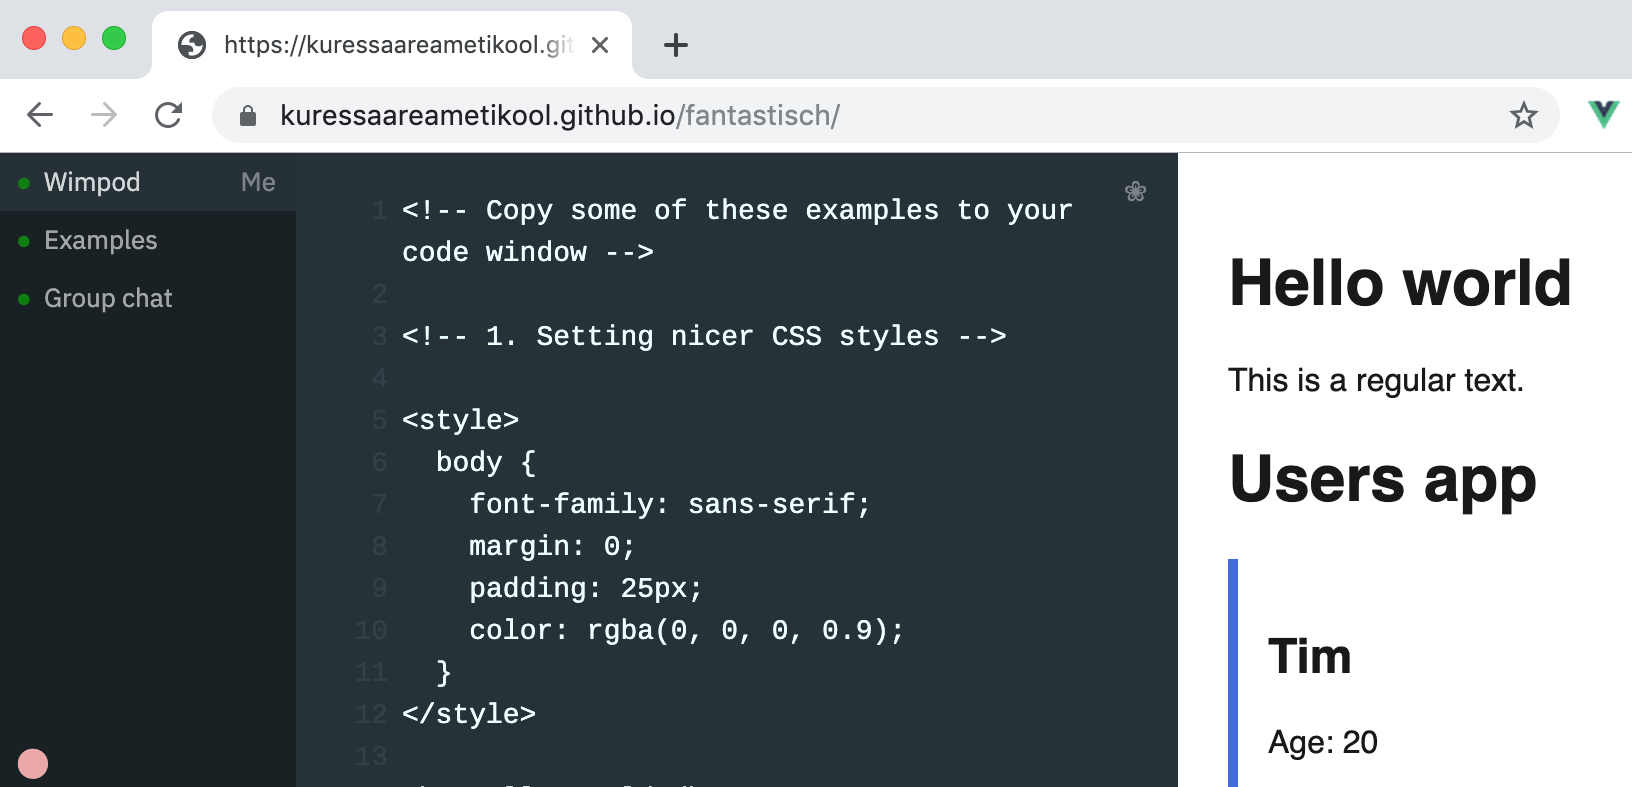 https://kuressaareametikool.git
kuressaareametikool.github.io/fantastisch/
Wimpod Me
Examples
Group chat
1 <!-- Copy some of these examples to your
code window -->
2
3 <!-- 1. Setting nicer CSS styles -->
4
5 <style>
6 body {
7 font-family: sans-serif;
8 margin: 0;
9 padding: 25px;
10 color: rgba(0, 0, 0, 0.9);
11 }
12 </style>
13
Hello world
This is a regular text.
Users app
Tim
Age: 20